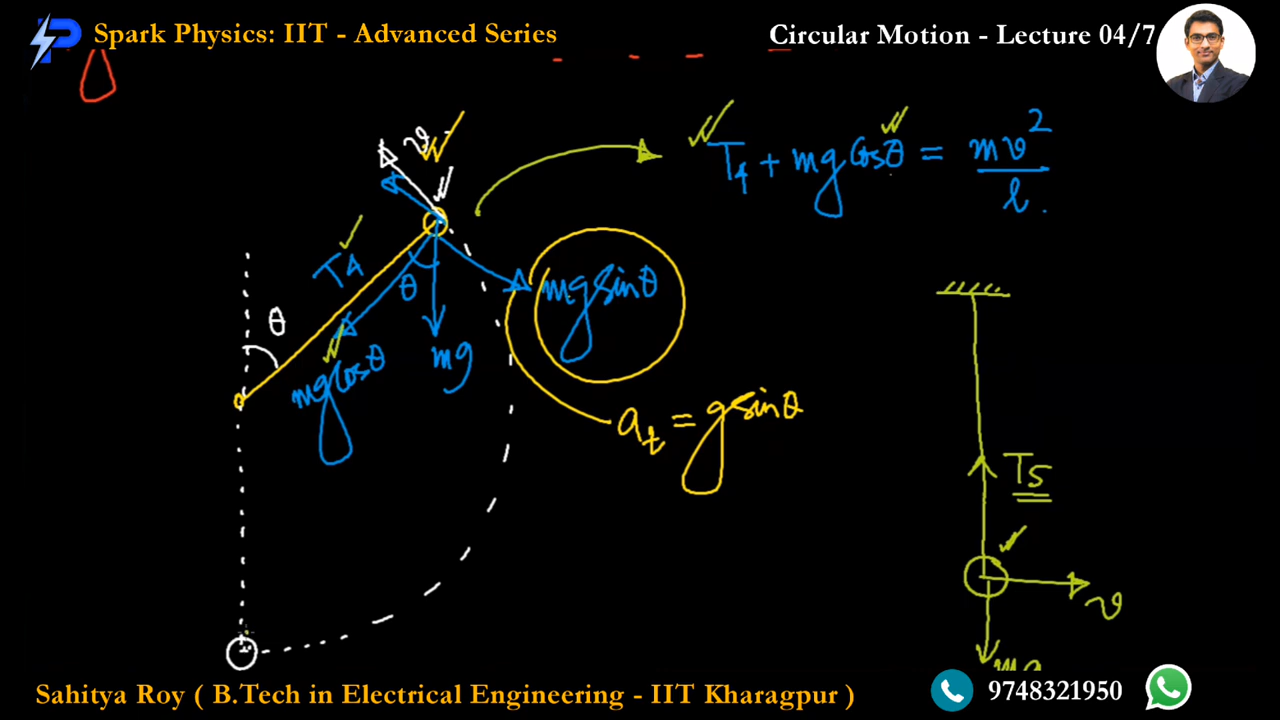 Spark Physics: IIT - Advanced Series
Circular Motion - Lecture 04/7
v
T₄ + mg cosθ = mv²/l.
T₄
θ
θ
mg sinθ
mg cosθ
mg
aₜ = g sinθ
T₅
v
mg
Sahitya Roy ( B.Tech in Electrical Engineering - IIT Kharagpur )
9748321950